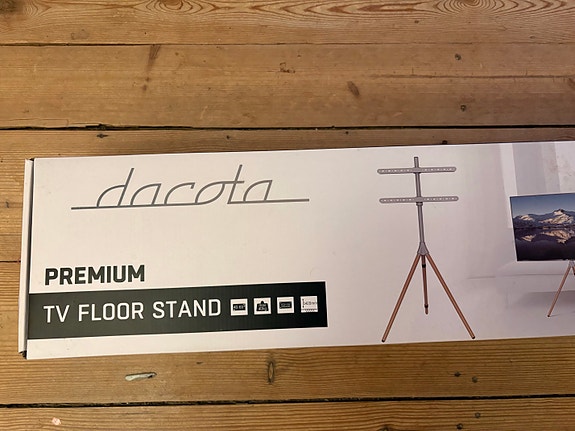 dacota
PREMIUM
TV FLOOR STAND